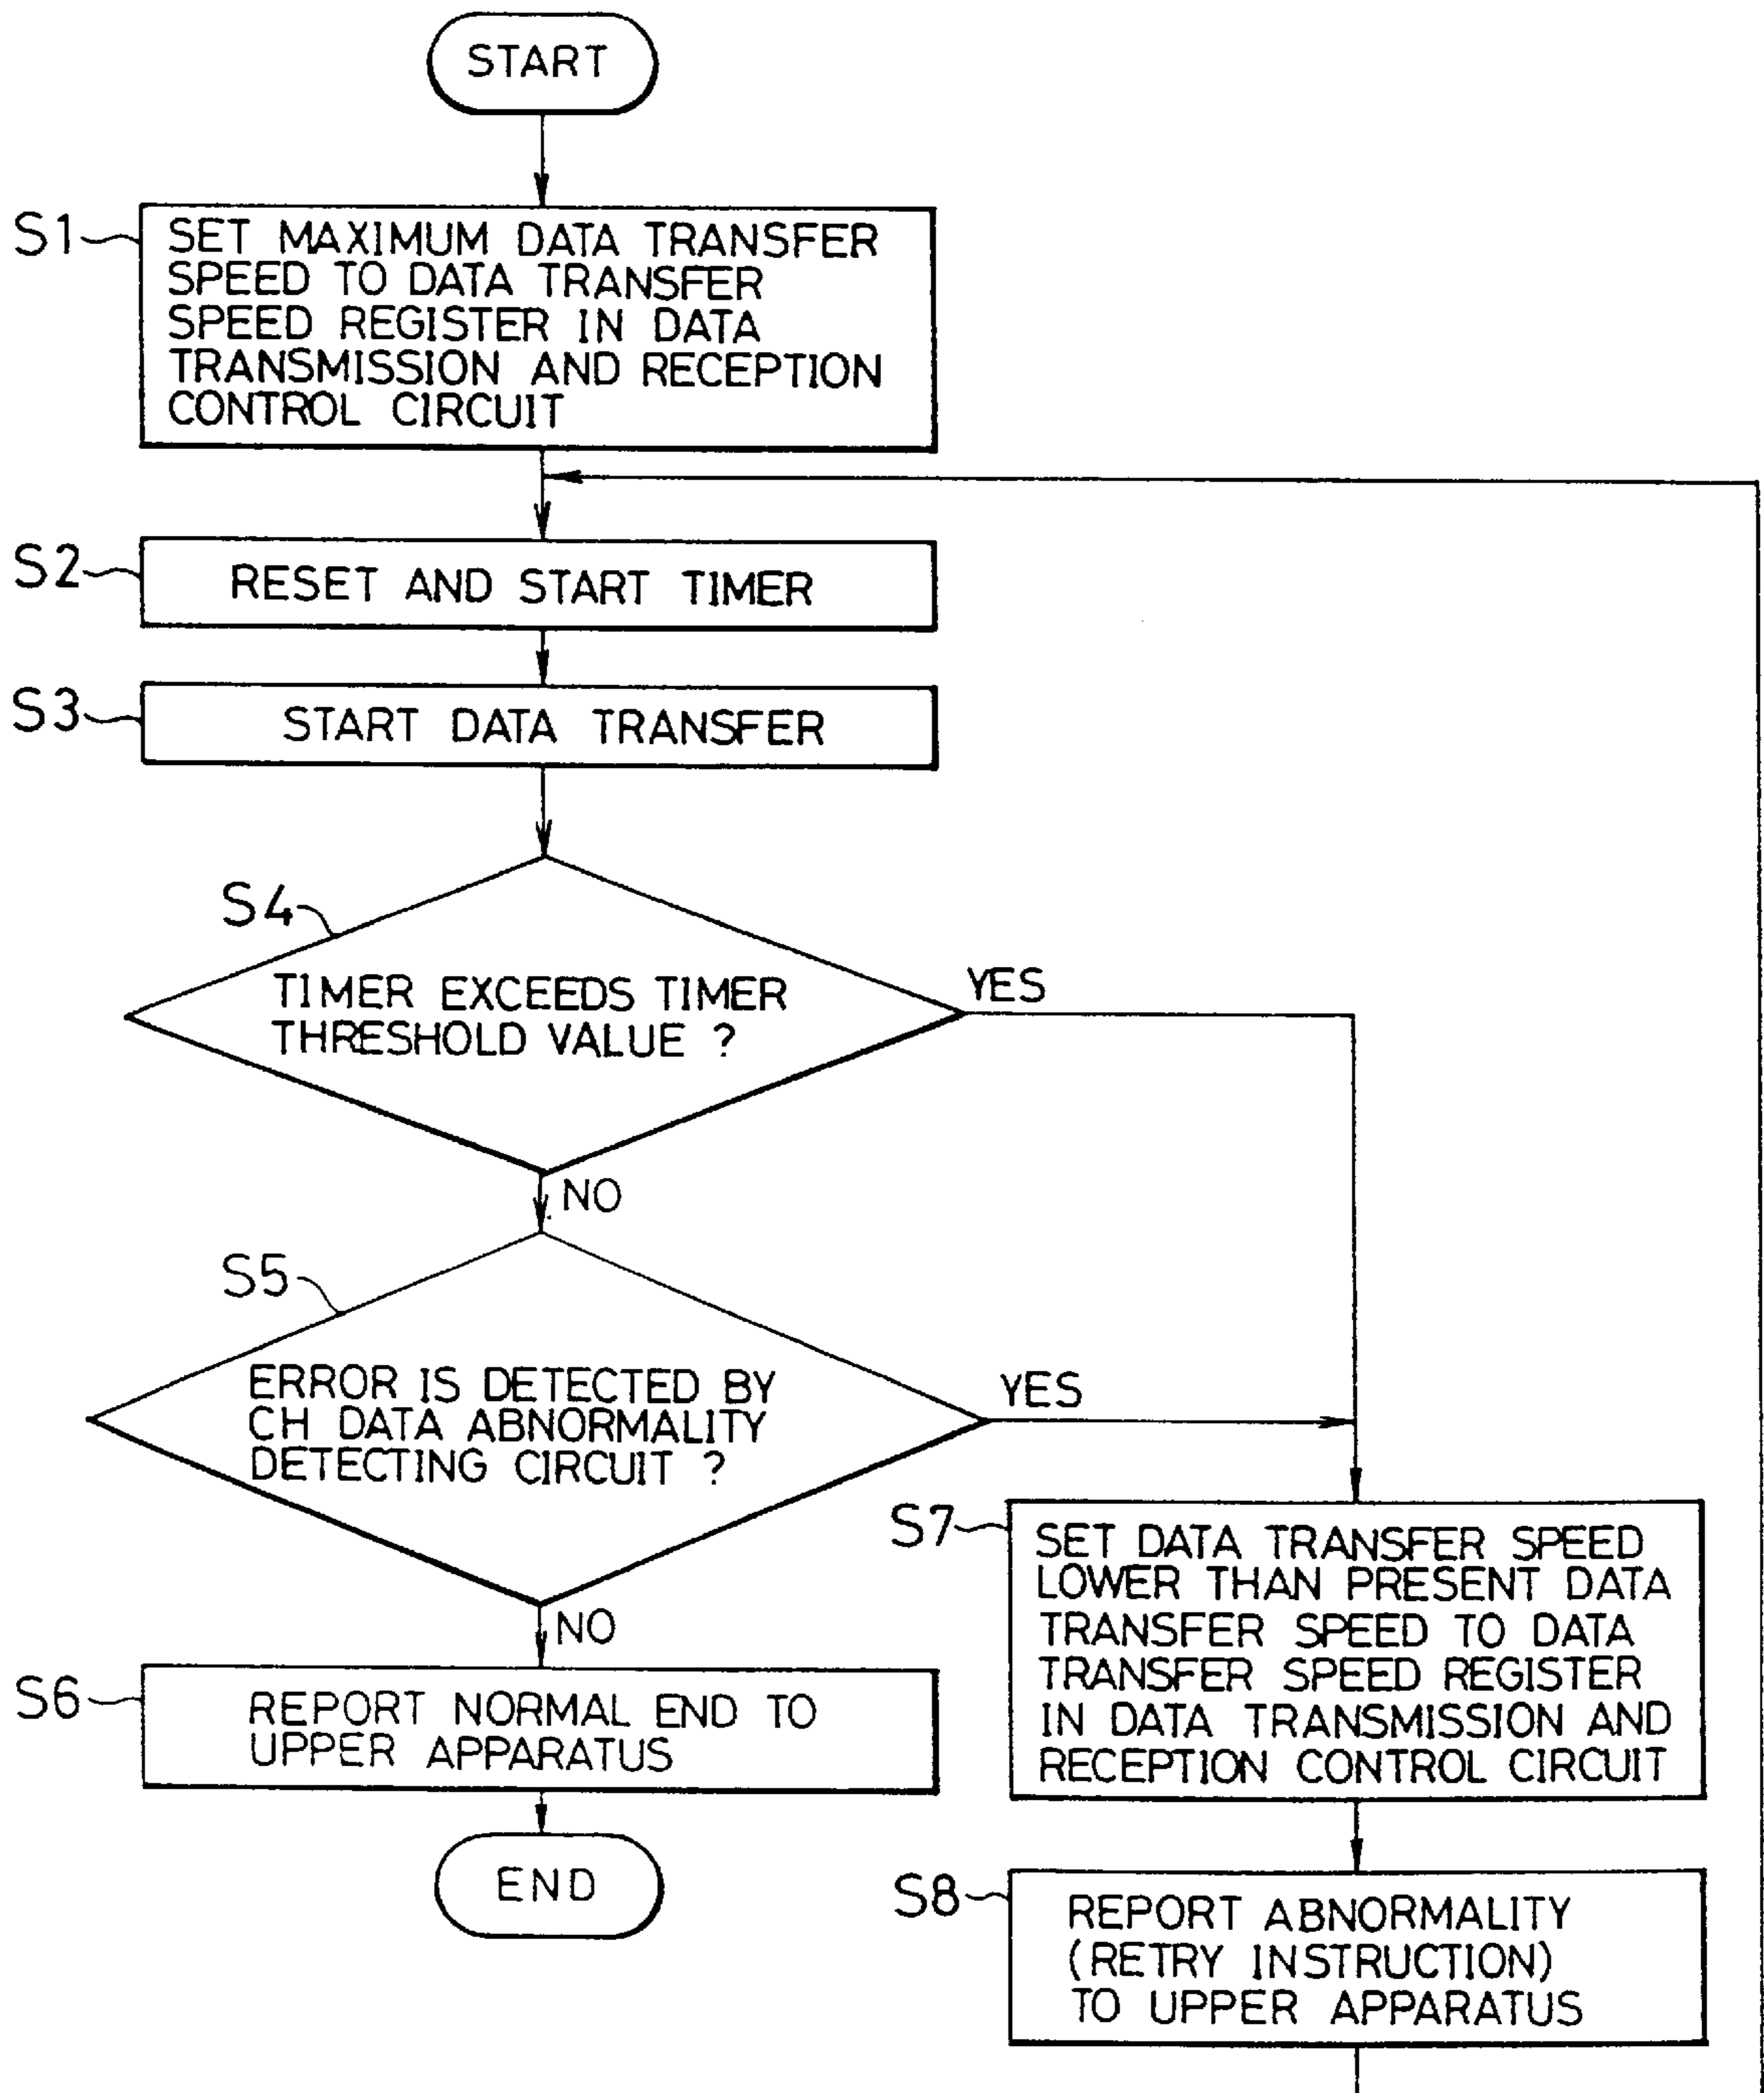 START
S1
SET MAXIMUM DATA TRANSFER
SPEED TO DATA TRANSFER
SPEED REGISTER IN DATA
TRANSMISSION AND RECEPTION
CONTROL CIRCUIT
S2
RESET AND START TIMER
S3
START DATA TRANSFER
S4
TIMER EXCEEDS TIMER
THRESHOLD VALUE ?
YES
NO
S5
ERROR IS DETECTED BY
CH DATA ABNORMALITY
DETECTING CIRCUIT ?
YES
NO
S6
REPORT NORMAL END TO
UPPER APPARATUS
END
S7
SET DATA TRANSFER SPEED
LOWER THAN PRESENT DATA
TRANSFER SPEED TO DATA
TRANSFER SPEED REGISTER
IN DATA TRANSMISSION AND
RECEPTION CONTROL CIRCUIT
S8
REPORT ABNORMALITY
(RETRY INSTRUCTION)
TO UPPER APPARATUS